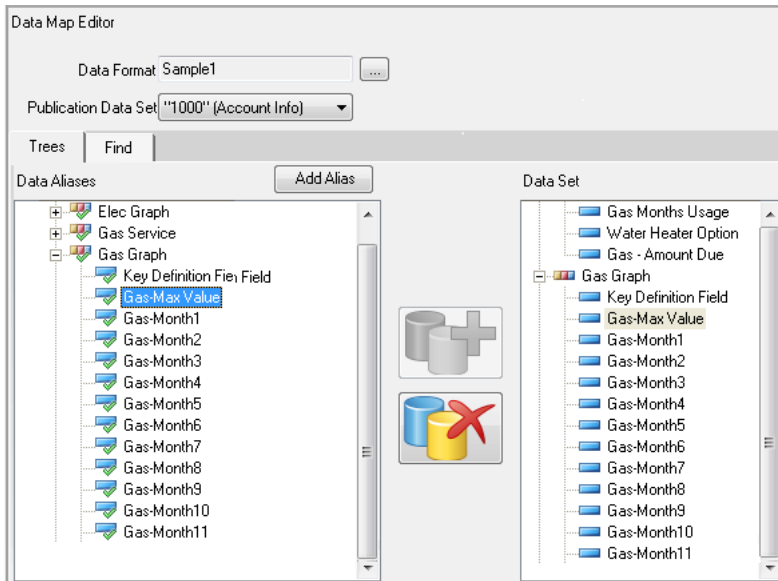 Data Map Editor
Data Format Sample1 ...
Publication Data Set "1000" (Account Info)
Trees Find
Data Aliases Add Alias
Elec Graph
Gas Service
Gas Graph
Key Definition Field
Gas-Max Value
Gas-Month1
Gas-Month2
Gas-Month3
Gas-Month4
Gas-Month5
Gas-Month6
Gas-Month7
Gas-Month8
Gas-Month9
Gas-Month10
Gas-Month11
Data Set
Gas Months Usage
Water Heater Option
Gas - Amount Due
Gas Graph
Key Definition Field
Gas-Max Value
Gas-Month1
Gas-Month2
Gas-Month3
Gas-Month4
Gas-Month5
Gas-Month6
Gas-Month7
Gas-Month8
Gas-Month9
Gas-Month10
Gas-Month11